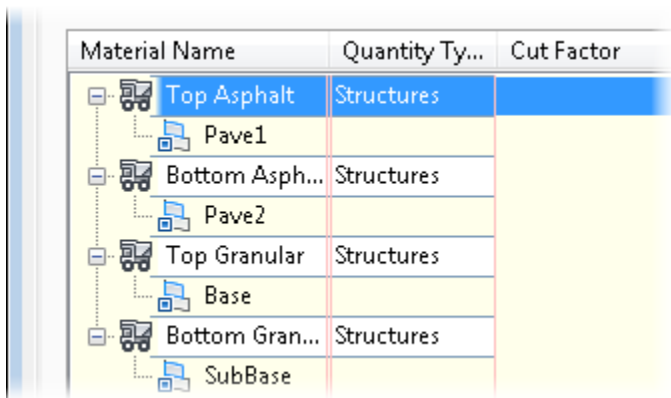 Material Name Quantity Ty... Cut Factor
Top Asphalt Structures
Pave1
Bottom Asph... Structures
Pave2
Top Granular Structures
Base
Bottom Gran... Structures
SubBase